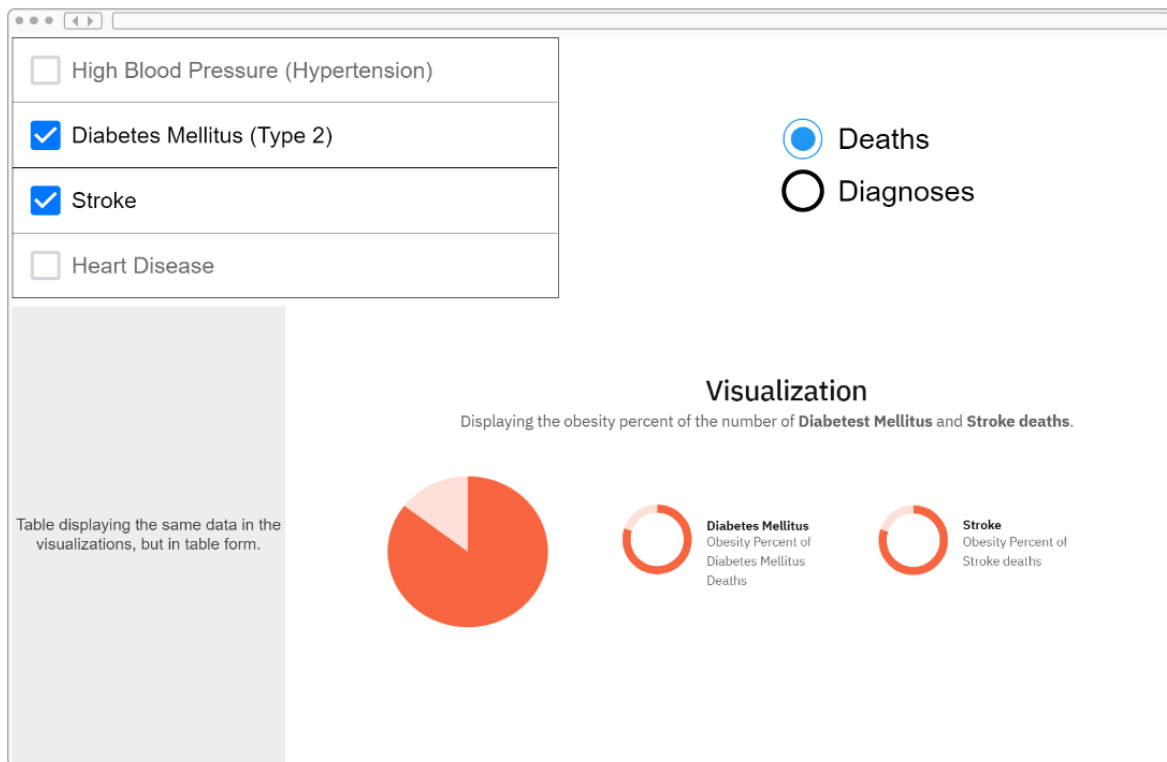 High Blood Pressure (Hypertension)
Diabetes Mellitus (Type 2)
Stroke
Heart Disease
Deaths
Diagnoses
Table displaying the same data in the
visualizations, but in table form.
Visualization
Displaying the obesity percent of the number of Diabetest Mellitus and Stroke deaths.
Diabetes Mellitus
Obesity Percent of
Diabetes Mellitus
Deaths
Stroke
Obesity Percent of
Stroke deaths